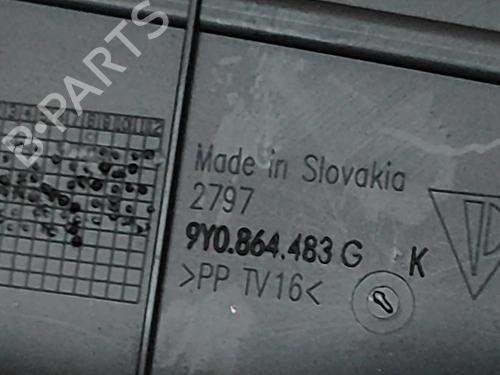 B-PARTS
Made in Slovakia
2797
9Y0.864.483 G K
>PP TV16<